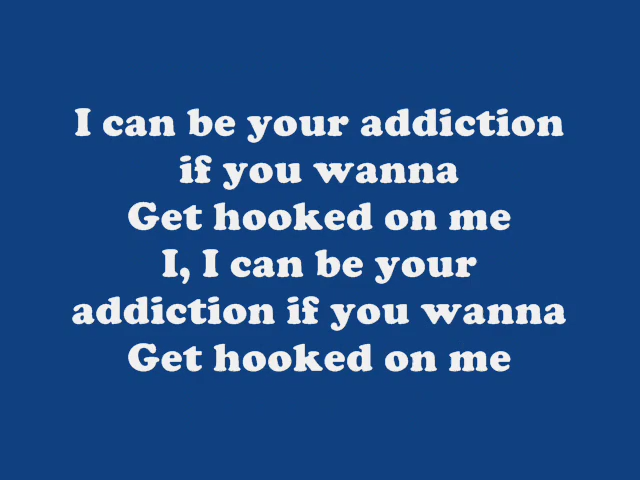 I can be your addiction
if you wanna
Get hooked on me
I, I can be your
addiction if you wanna
Get hooked on me